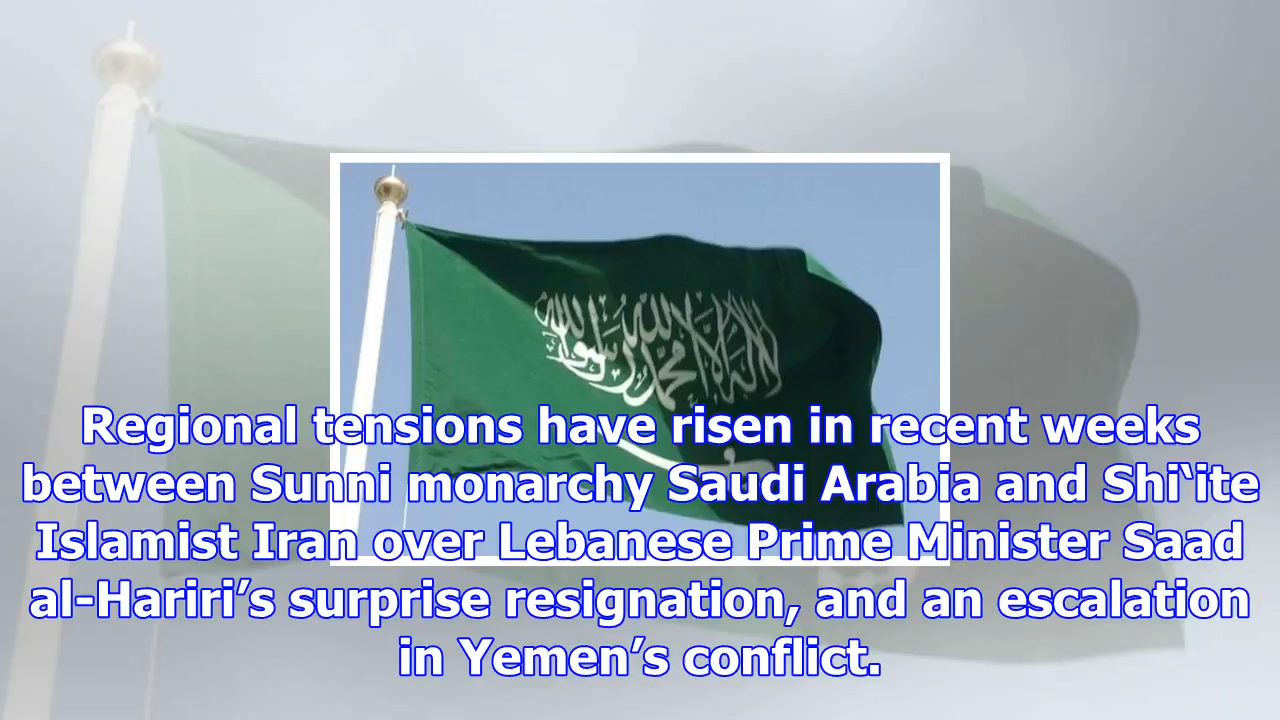 لا إله إلا الله محمد رسول الله
Regional tensions have risen in recent weeks
between Sunni monarchy Saudi Arabia and Shi‘ite
Islamist Iran over Lebanese Prime Minister Saad
al-Hariri’s surprise resignation, and an escalation
in Yemen’s conflict.